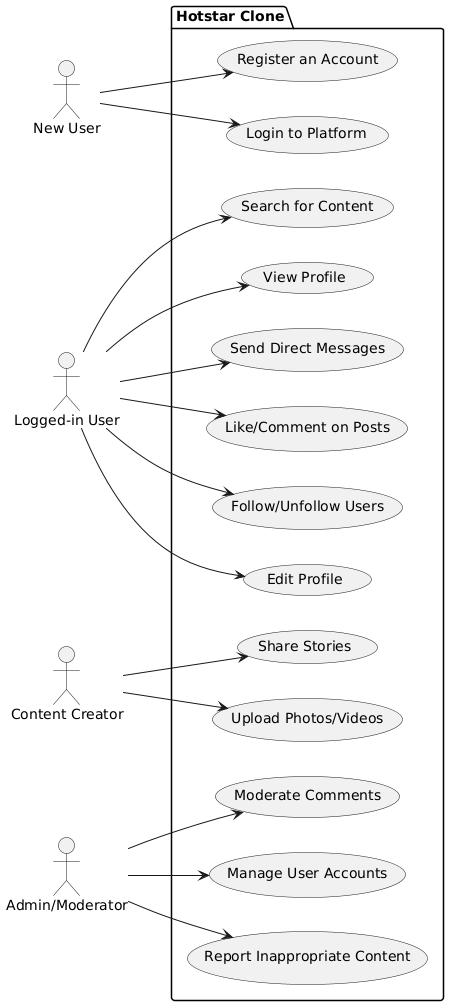 Hotstar Clone
Register an Account
New User
Login to Platform
Search for Content
View Profile
Send Direct Messages
Logged-in User
Like/Comment on Posts
Follow/Unfollow Users
Edit Profile
Share Stories
Content Creator
Upload Photos/Videos
Moderate Comments
Manage User Accounts
Admin/Moderator
Report Inappropriate Content